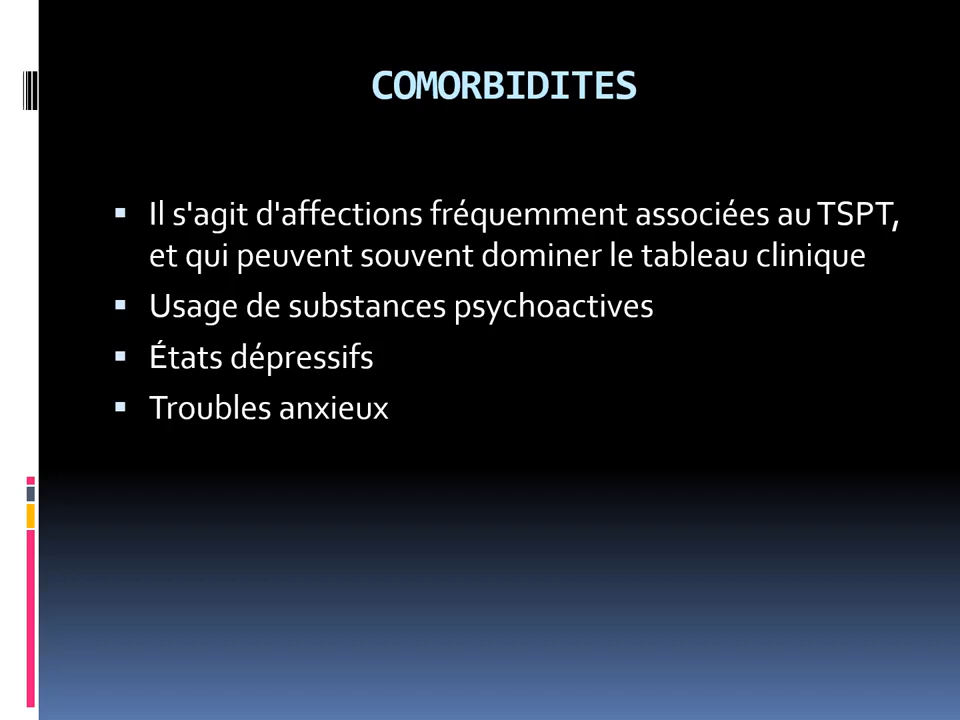 COMORBIDITES
▪ Il s'agit d'affections fréquemment associées au TSPT,
et qui peuvent souvent dominer le tableau clinique
▪ Usage de substances psychoactives
▪ États dépressifs
▪ Troubles anxieux